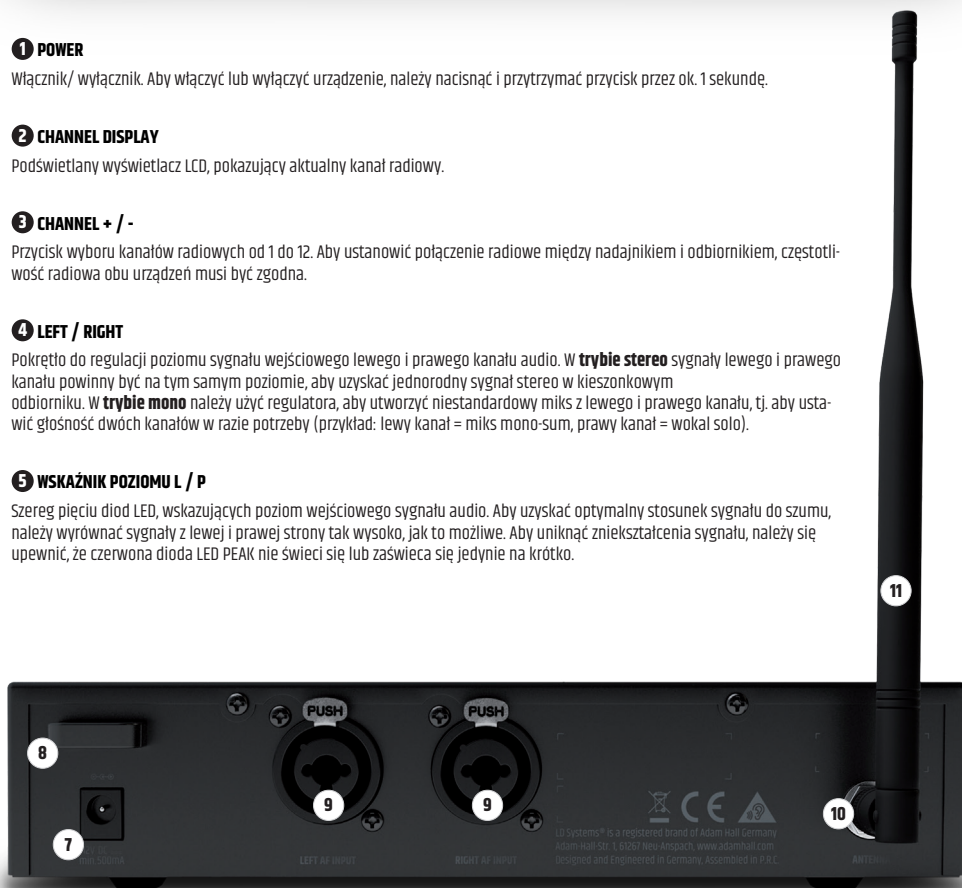 1 POWER
Włącznik/ wyłącznik. Aby włączyć lub wyłączyć urządzenie, należy nacisnąć i przytrzymać przycisk przez ok. 1 sekundę.
2 CHANNEL DISPLAY
Podświetlany wyświetlacz LCD, pokazujący aktualny kanał radiowy.
3 CHANNEL + / -
Przycisk wyboru kanałów radiowych od 1 do 12. Aby ustanowić połączenie radiowe między nadajnikiem i odbiornikiem, częstotli-
wość radiowa obu urządzeń musi być zgodna.
4 LEFT / RIGHT
Pokrętło do regulacji poziomu sygnału wejściowego lewego i prawego kanału audio. W trybie stereo sygnały lewego i prawego
kanału powinny być na tym samym poziomie, aby uzyskać jednorodny sygnał stereo w kieszonkowym
odbiorniku. W trybie mono należy użyć regulatora, aby utworzyć niestandardowy miks z lewego i prawego kanału, tj. aby usta-
wić głośność dwóch kanałów w razie potrzeby (przykład: lewy kanał = miks mono-sum, prawy kanał = wokal solo).
5 WSKAŹNIK POZIOMU L / P
Szereg pięciu diod LED, wskazujących poziom wejściowego sygnału audio. Aby uzyskać optymalny stosunek sygnału do szumu,
należy wyrównać sygnały z lewej i prawej strony tak wysoko, jak to możliwe. Aby uniknąć zniekształcenia sygnału, należy się
upewnić, że czerwona dioda LED PEAK nie świeci się lub zaświeca się jedynie na krótko.
11
PUSH
PUSH
8
9
9
10
7
min. 500mA
CE
LD Systems® is a registered brand of Adam Hall Germany
Adam-Hall-Str. 1, 61267 Neu-Anspach, www.adamhall.com
Designed and Engineered in Germany, Assembled in P.R.C.
LEFT AF INPUT
RIGHT AF INPUT